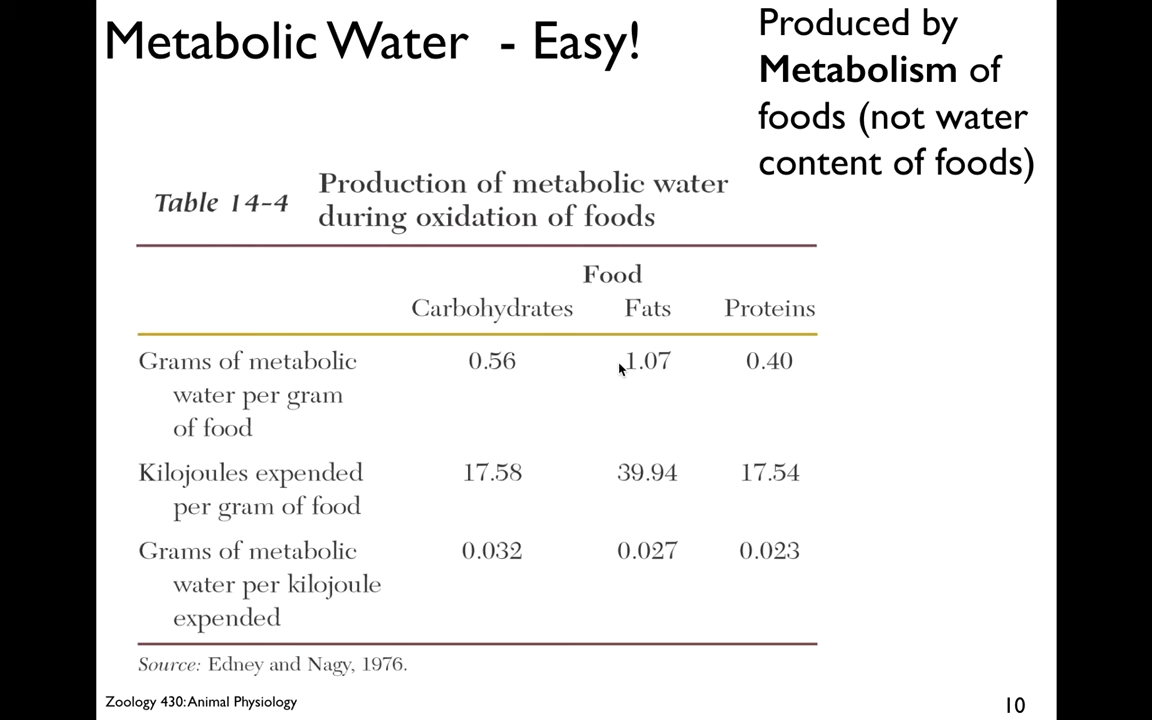 Metabolic Water - Easy!
Produced by
Metabolism of
foods (not water
content of foods)
Table 14-4
Production of metabolic water
during oxidation of foods
Food
Carbohydrates Fats Proteins
Grams of metabolic 0.56 1.07 0.40
water per gram
of food
Kilojoules expended 17.58 39.94 17.54
per gram of food
Grams of metabolic 0.032 0.027 0.023
water per kilojoule
expended
Source: Edney and Nagy, 1976.
Zoology 430: Animal Physiology
10